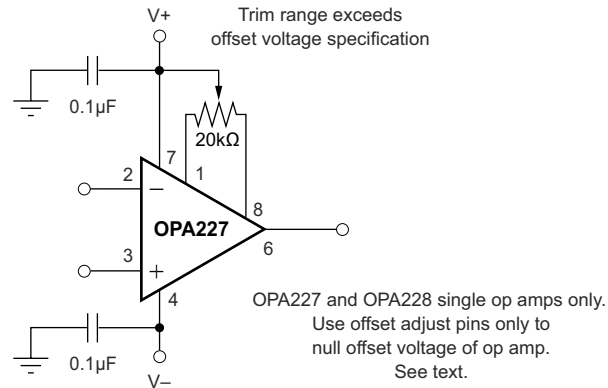 V+
Trim range exceeds
offset voltage specification
0.1µF
20kΩ
7
1
2
–
8
OPA227
6
3
+
4
OPA227 and OPA228 single op amps only.
Use offset adjust pins only to
null offset voltage of op amp.
See text.
0.1µF
V–